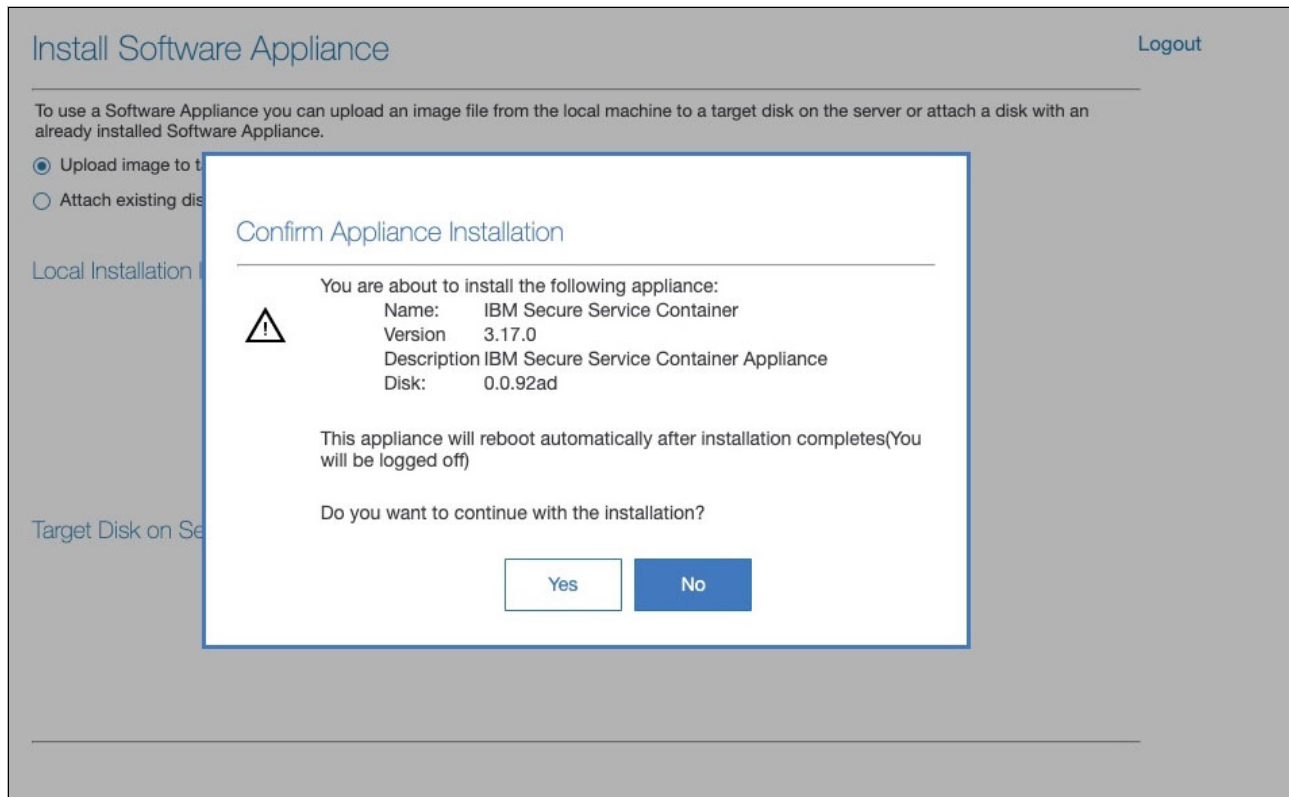 Install Software Appliance
Logout
To use a Software Appliance you can upload an image file from the local machine to a target disk on the server or attach a disk with an
already installed Software Appliance.
Upload image to t
Attach existing dis
Local Installation I
Confirm Appliance Installation
You are about to install the following appliance:
Name: IBM Secure Service Container
Version 3.17.0
Description IBM Secure Service Container Appliance
Disk: 0.0.92ad
This appliance will reboot automatically after installation completes(You
will be logged off)
Do you want to continue with the installation?
Target Disk on Se
Yes No